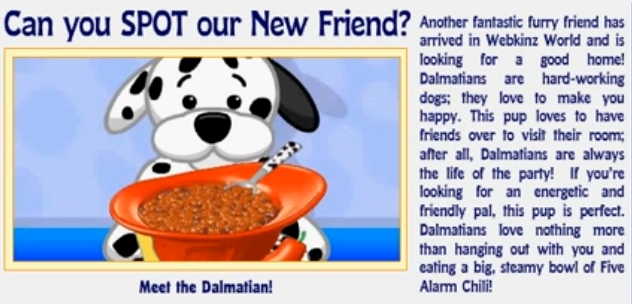 Can you SPOT our New Friend?
Another fantastic furry friend has
arrived in Webkinz World and is
looking for a good home!
Dalmatians are hard-working
dogs; they love to make you
happy. This pup loves to have
friends over to visit their room;
after all, Dalmatians are always
the life of the party! If you're
looking for an energetic and
friendly pal, this pup is perfect.
Dalmatians love nothing more
than hanging out with you and
eating a big, steamy bowl of Five
Alarm Chili!
Meet the Dalmatian!